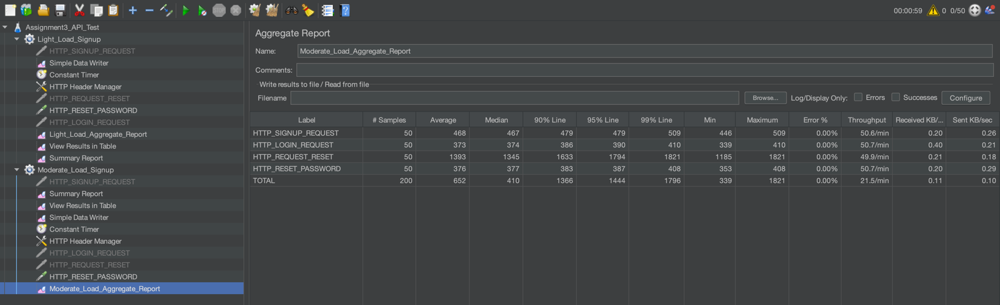 00:00:59 0 0/50
Assignment3_API_Test
Light_Load_Signup
HTTP_SIGNUP_REQUEST
Simple Data Writer
Constant Timer
HTTP Header Manager
HTTP_REQUEST_RESET
HTTP_RESET_PASSWORD
HTTP_LOGIN_REQUEST
Light_Load_Aggregate_Report
View Results in Table
Summary Report
Moderate_Load_Signup
HTTP_SIGNUP_REQUEST
Summary Report
View Results in Table
Simple Data Writer
Constant Timer
HTTP Header Manager
HTTP_LOGIN_REQUEST
HTTP_REQUEST_RESET
HTTP_RESET_PASSWORD
Moderate_Load_Aggregate_Report
Aggregate Report
Name: Moderate_Load_Aggregate_Report
Comments:
Write results to file / Read from file
Filename Browse... Log/Display Only: Errors Successes Configure
Label # Samples Average Median 90% Line 95% Line 99% Line Min Maximum Error % Throughput Received KB/... Sent KB/sec
HTTP_SIGNUP_REQUEST 50 468 467 479 479 509 446 509 0.00% 50.6/min 0.20 0.26
HTTP_LOGIN_REQUEST 50 373 374 386 390 410 339 410 0.00% 50.7/min 0.40 0.21
HTTP_REQUEST_RESET 50 1393 1345 1633 1794 1821 1185 1821 0.00% 49.9/min 0.21 0.18
HTTP_RESET_PASSWORD 50 376 377 383 387 408 353 408 0.00% 50.7/min 0.20 0.29
TOTAL 200 652 410 1366 1444 1796 339 1821 0.00% 21.5/min 0.11 0.10